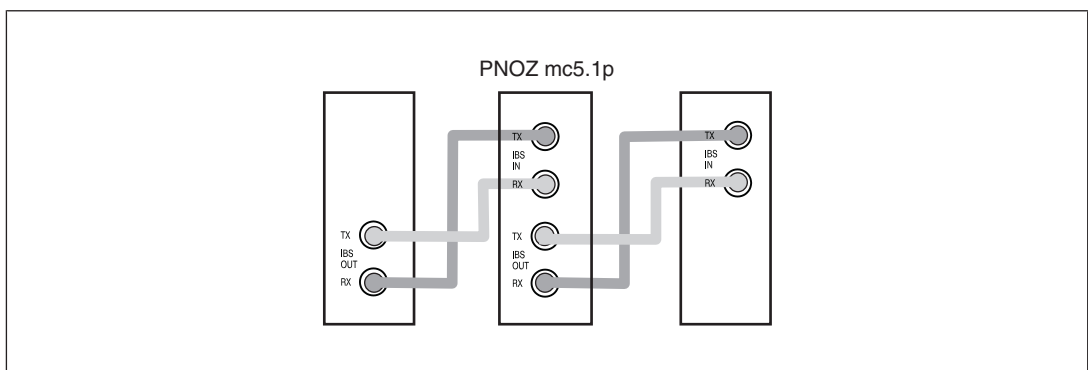 PNOZ mc5.1p
TX
IBS
OUT
RX
TX
IBS
IN
RX
TX
IBS
OUT
RX
TX
IBS
IN
RX